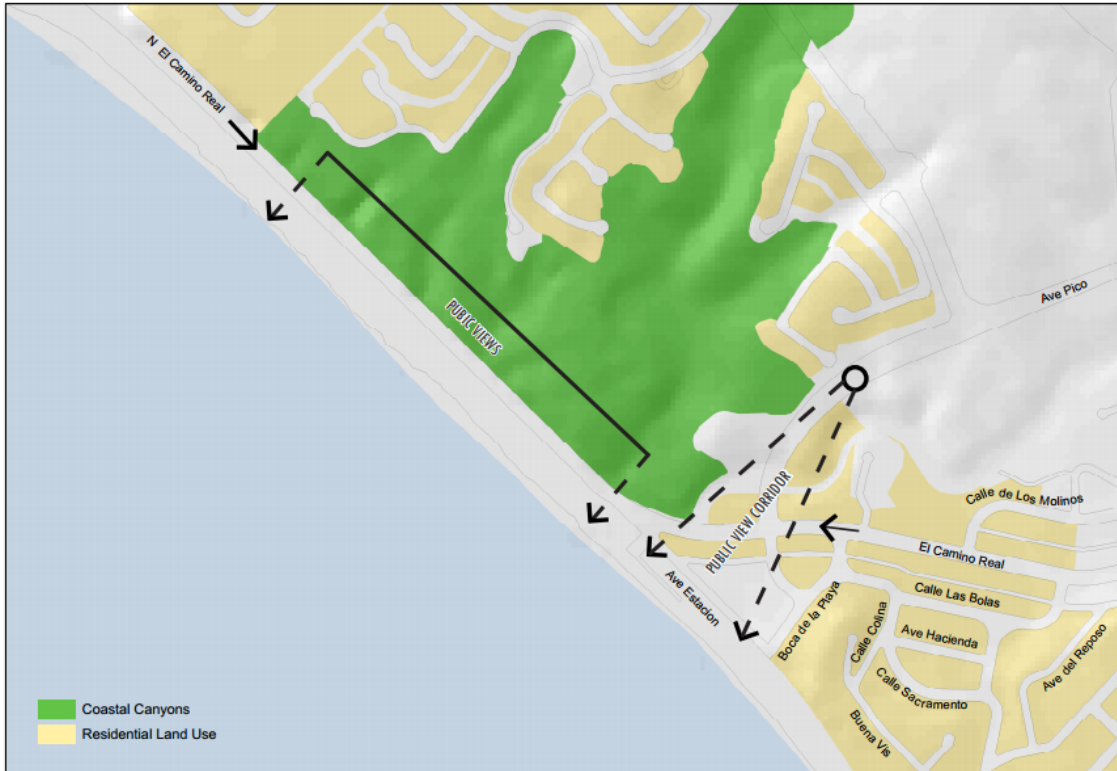 N El Camino Real
PUBIC VIEWS
Ave Pico
PUBLIC VIEW CORRIDOR
Calle de Los Molinos
El Camino Real
Calle Las Bolas
Ave Estacion
Boca de la Playa
Calle Colina
Ave Hacienda
Ave del Reposo
Calle Sacramento
Buena Vis
Coastal Canyons
Residential Land Use